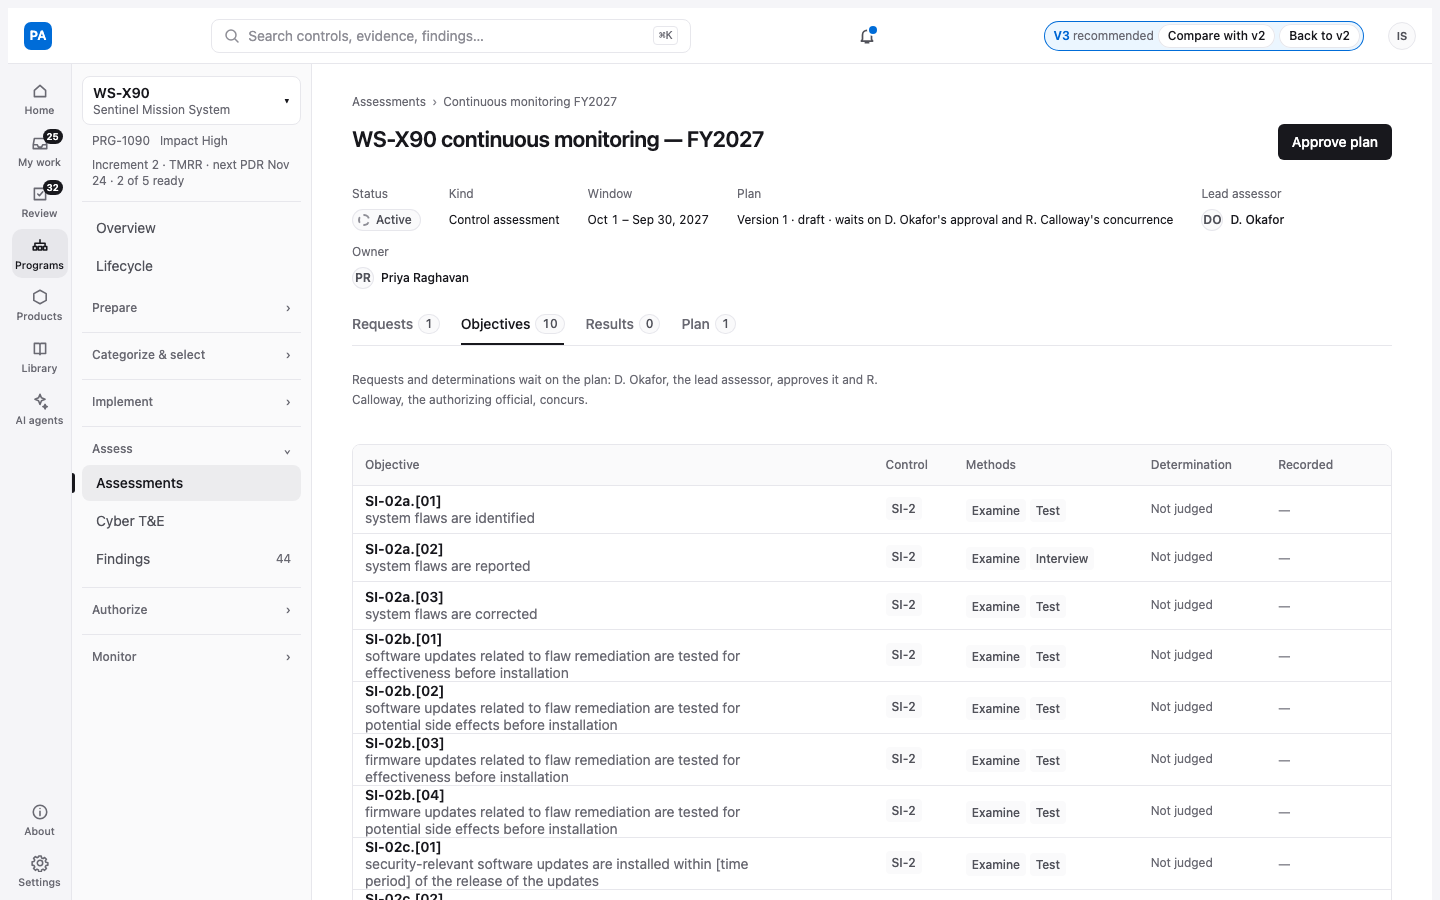 PA
Search controls, evidence, findings...
⌘K
V3 recommended
Compare with v2
Back to v2
IS
Home
25
My work
32
Review
Programs
Products
Library
AI agents
About
Settings
WS-X90
Sentinel Mission System
PRG-1090 Impact High
Increment 2 · TMRR · next PDR Nov
24 · 2 of 5 ready
Overview
Lifecycle
Prepare
Categorize & select
Implement
Assess
Assessments
Cyber T&E
Findings 44
Authorize
Monitor
Assessments › Continuous monitoring FY2027
WS-X90 continuous monitoring — FY2027
Approve plan
Status
Active
Kind
Control assessment
Window
Oct 1 – Sep 30, 2027
Plan
Version 1 · draft · waits on D. Okafor's approval and R. Calloway's concurrence
Lead assessor
DO D. Okafor
Owner
PR Priya Raghavan
Requests 1 Objectives 10 Results 0 Plan 1
Requests and determinations wait on the plan: D. Okafor, the lead assessor, approves it and R.
Calloway, the authorizing official, concurs.
Objective Control Methods Determination Recorded
SI-02a.[01]
system flaws are identified
SI-2 Examine Test Not judged —
SI-02a.[02]
system flaws are reported
SI-2 Examine Interview Not judged —
SI-02a.[03]
system flaws are corrected
SI-2 Examine Test Not judged —
SI-02b.[01]
software updates related to flaw remediation are tested for
effectiveness before installation
SI-2 Examine Test Not judged —
SI-02b.[02]
software updates related to flaw remediation are tested for
potential side effects before installation
SI-2 Examine Test Not judged —
SI-02b.[03]
firmware updates related to flaw remediation are tested for
effectiveness before installation
SI-2 Examine Test Not judged —
SI-02b.[04]
firmware updates related to flaw remediation are tested for
potential side effects before installation
SI-2 Examine Test Not judged —
SI-02c.[01]
security-relevant software updates are installed within [time
period] of the release of the updates
SI-2 Examine Test Not judged —
SI-02c.[02]